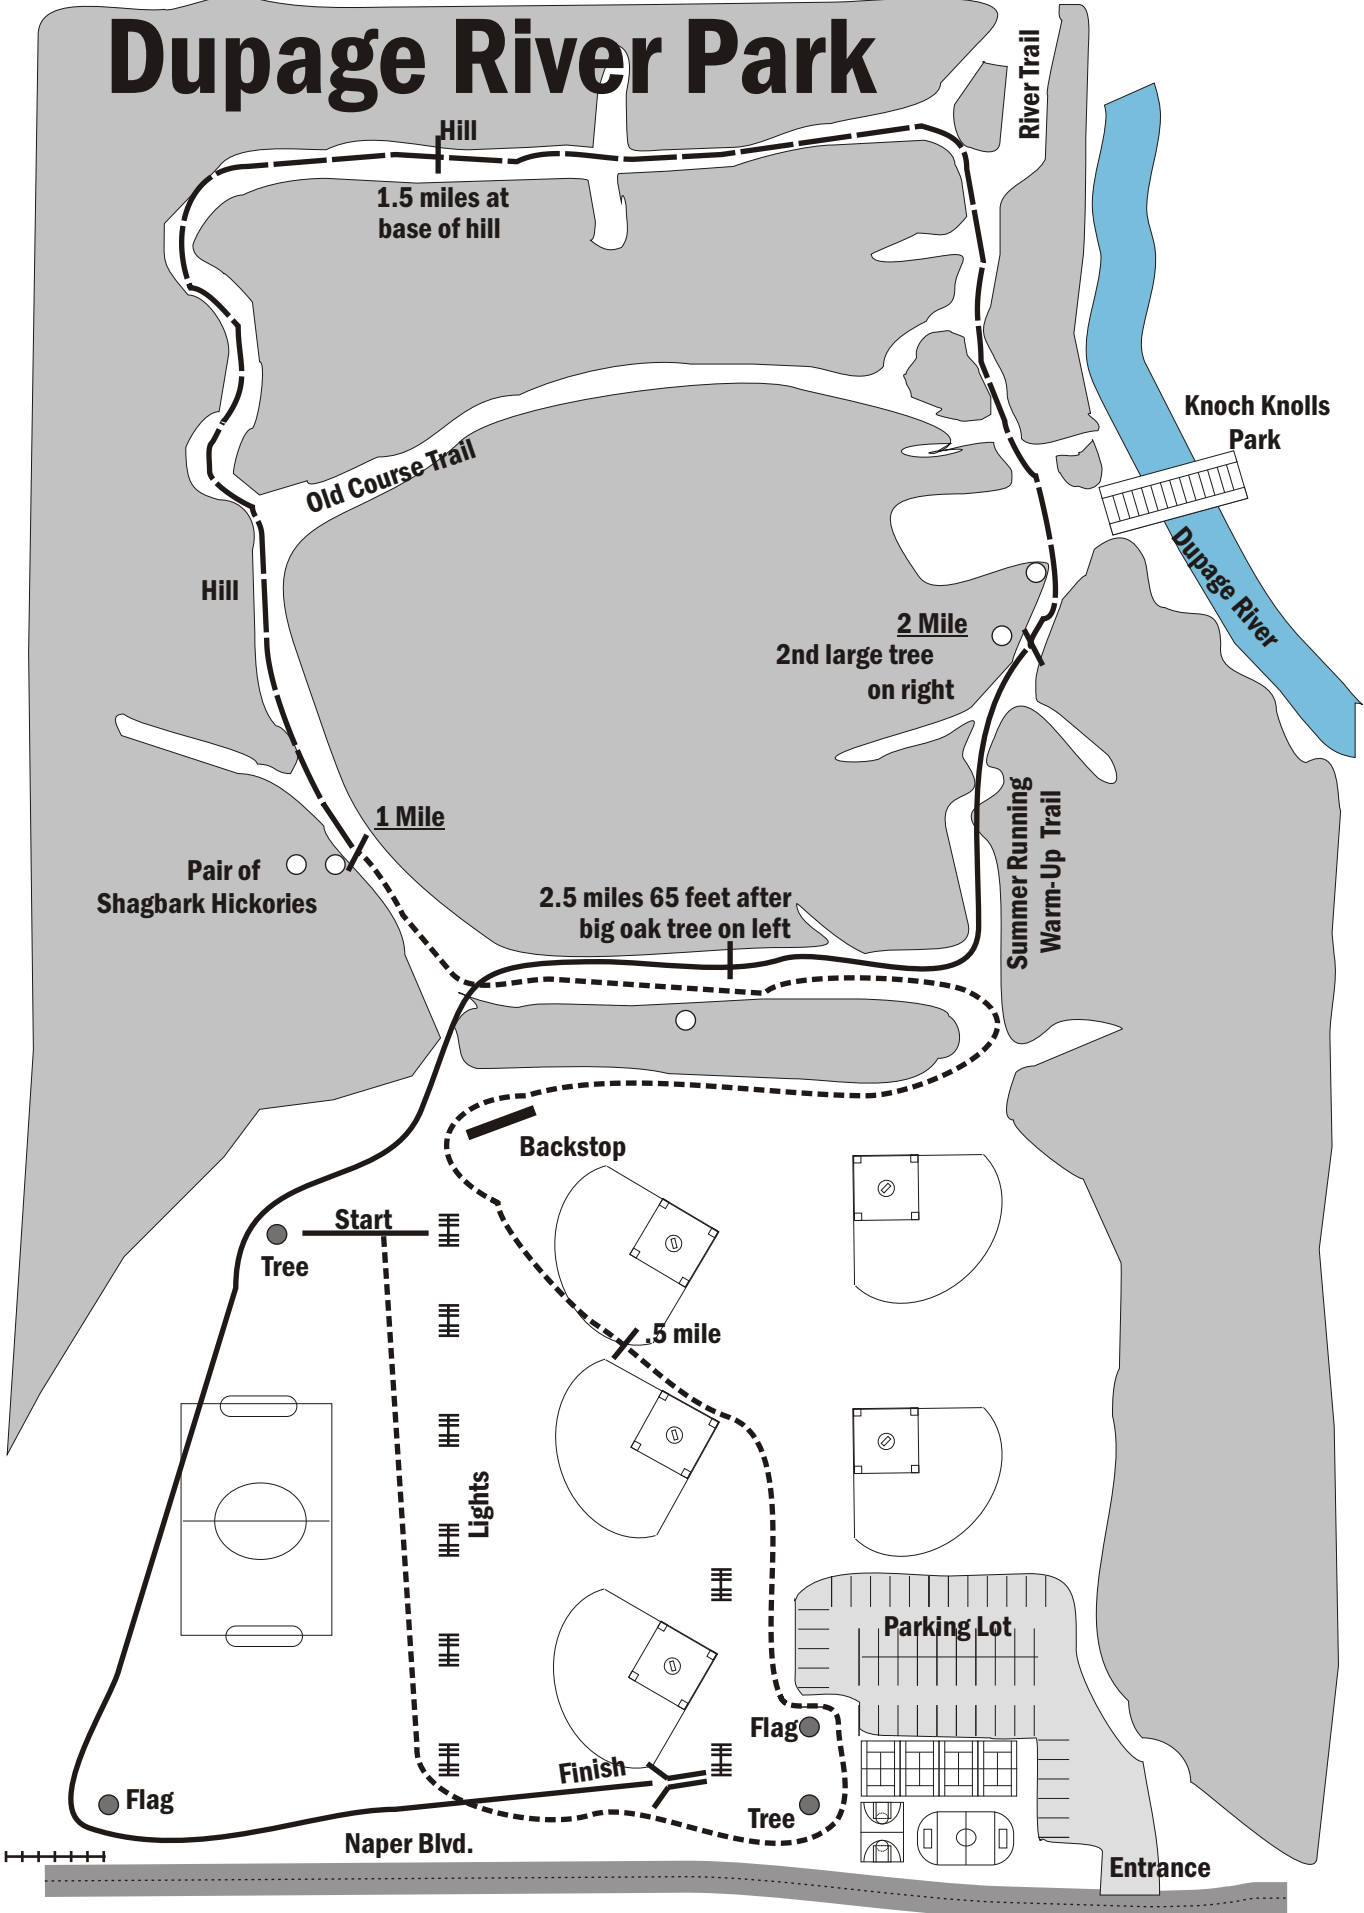 Dupage River Park
River Trail
Hill
1.5 miles at
base of hill
Knoch Knolls
Park
Old Course Trail
Dupage River
Hill
2 Mile
2nd large tree
on right
Summer Running
Warm-Up Trail
1 Mile
Pair of
Shagbark Hickories
2.5 miles 65 feet after
big oak tree on left
Backstop
Start
Tree
.5 mile
Lights
Parking Lot
Flag
Finish
Flag
Tree
Naper Blvd.
Entrance